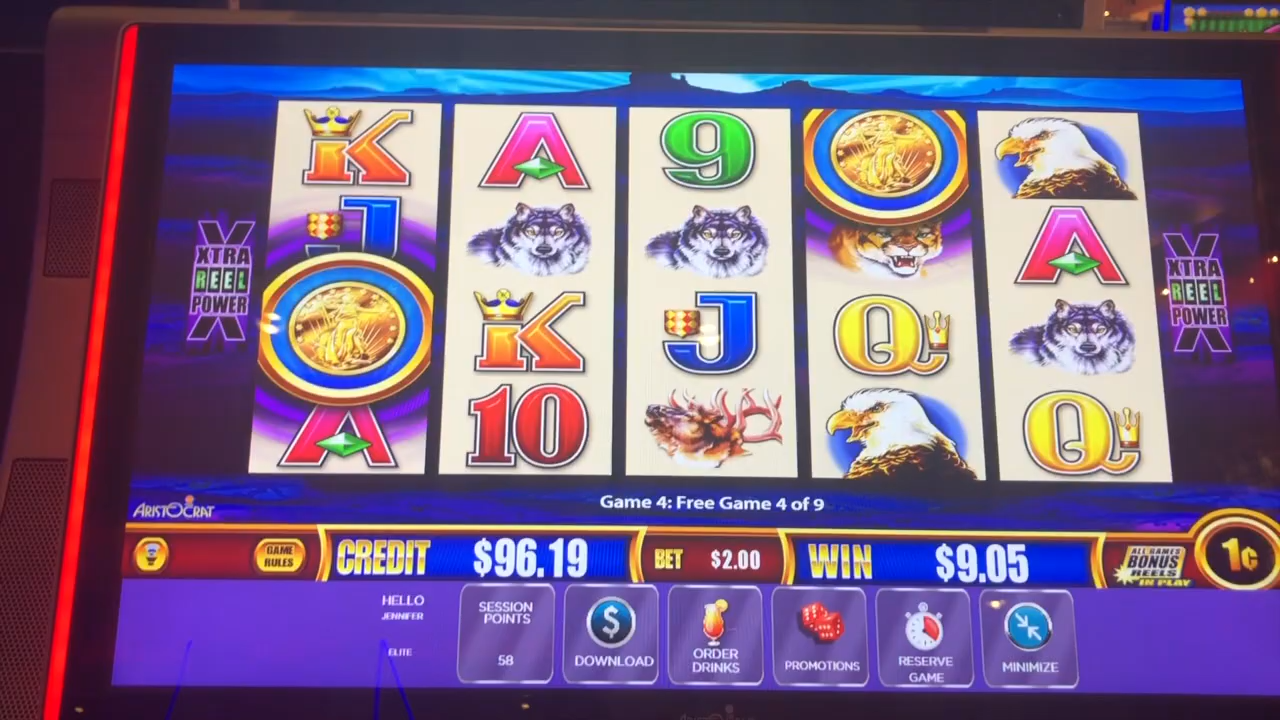 K
A
9
J
A
XTRA
REEL
POWER
XTRA
REEL
POWER
K
J
Q
A
10
Q
Game 4: Free Game 4 of 9
ARISTOCRAT
GAME
RULES
CREDIT $96.19
BET $2.00
WIN $9.05
ALL GAMES
BONUS
REELS
IN PLAY
1¢
HELLO
JENNIFER
ELITE
SESSION
POINTS
58
DOWNLOAD
ORDER
DRINKS
PROMOTIONS
RESERVE
GAME
MINIMIZE